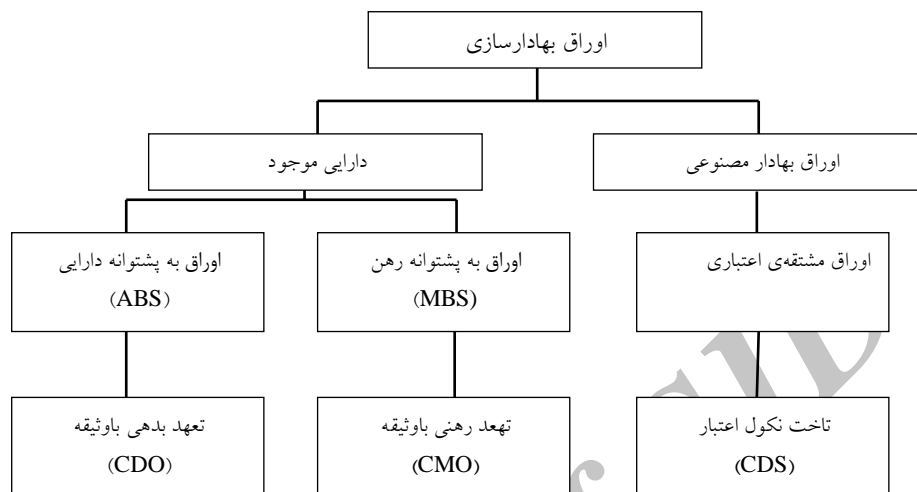 اوراق بهادارسازی
دارایی موجود
اوراق بهادار مصنوعی
اوراق به پشتوانه دارایی
(ABS)
اوراق به پشتوانه رهن
(MBS)
اوراق مشتقه‌ی اعتباری
تعهد بدهی باوثیقه
(CDO)
تهعد رهنی باوثیقه
(CMO)
تاخت نکول اعتبار
(CDS)